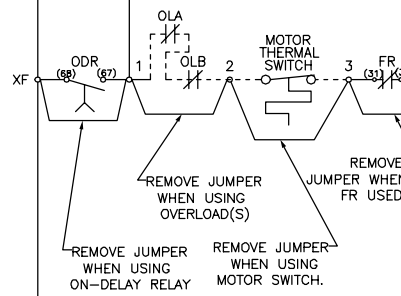 OLA
ODR
1
OLB
2
MOTOR
THERMAL
SWITCH
3
FR
XF
(68)
(67)
(31)
REMOVE JUMPER
WHEN USING
OVERLOAD(S)
REMOVE
JUMPER WHEN
FR USED
REMOVE JUMPER
WHEN USING
ON-DELAY RELAY
REMOVE JUMPER
WHEN USING
MOTOR SWITCH.